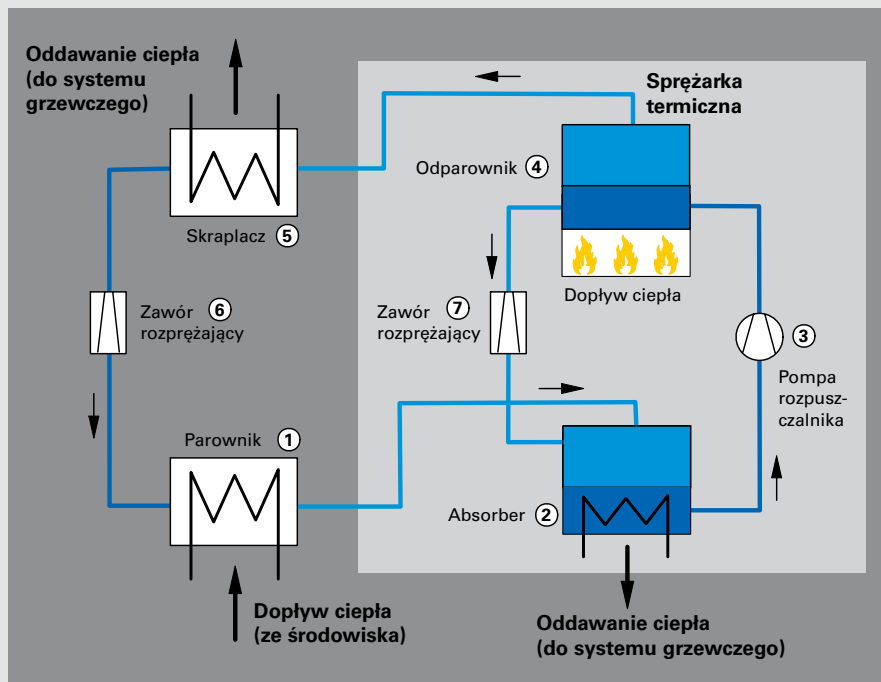 Oddawanie ciepła
(do systemu
grzewczego)
Sprężarka
termiczna
Odparownik 4
Skraplacz 5
Dopływ ciepła
Zawór 6
rozprężający
Zawór 7
rozprężający
3
Pompa
rozpusz-
czalnika
Parownik 1
Absorber 2
Dopływ ciepła
(ze środowiska)
Oddawanie ciepła
(do systemu grzewczego)